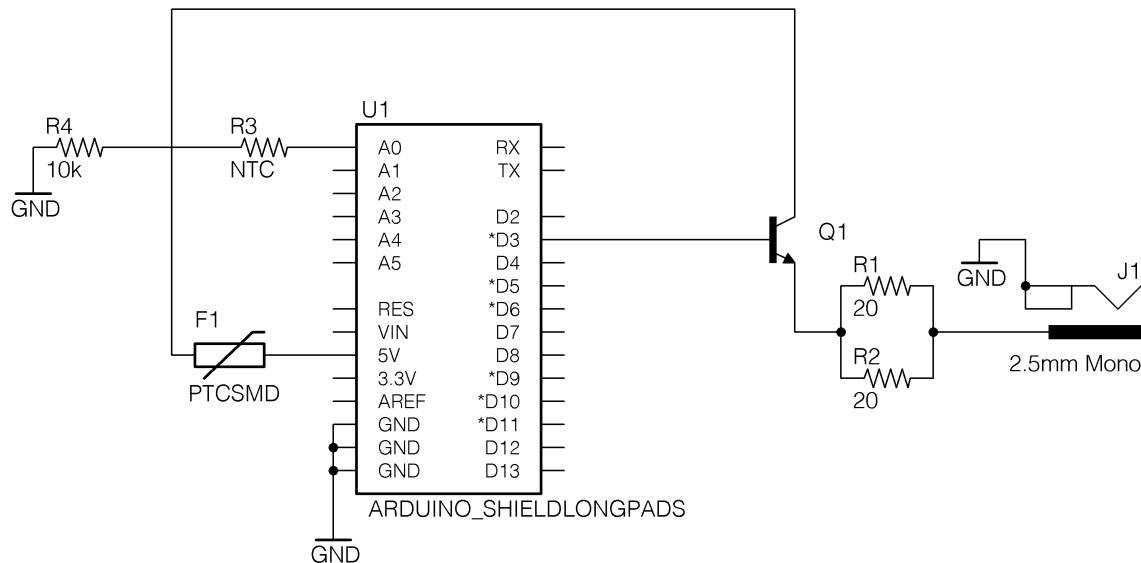 U1
R4
10k
GND
R3
NTC
A0
A1
A2
A3
A4
A5
RES
VIN
5V
3.3V
AREF
GND
GND
GND
RX
TX
D2
*D3
D4
*D5
*D6
D7
D8
*D9
*D10
*D11
D12
D13
ARDUINO_SHIELDLONGPADS
F1
PTCSMD
GND
Q1
R1
20
R2
20
GND
J1
2.5mm Mono